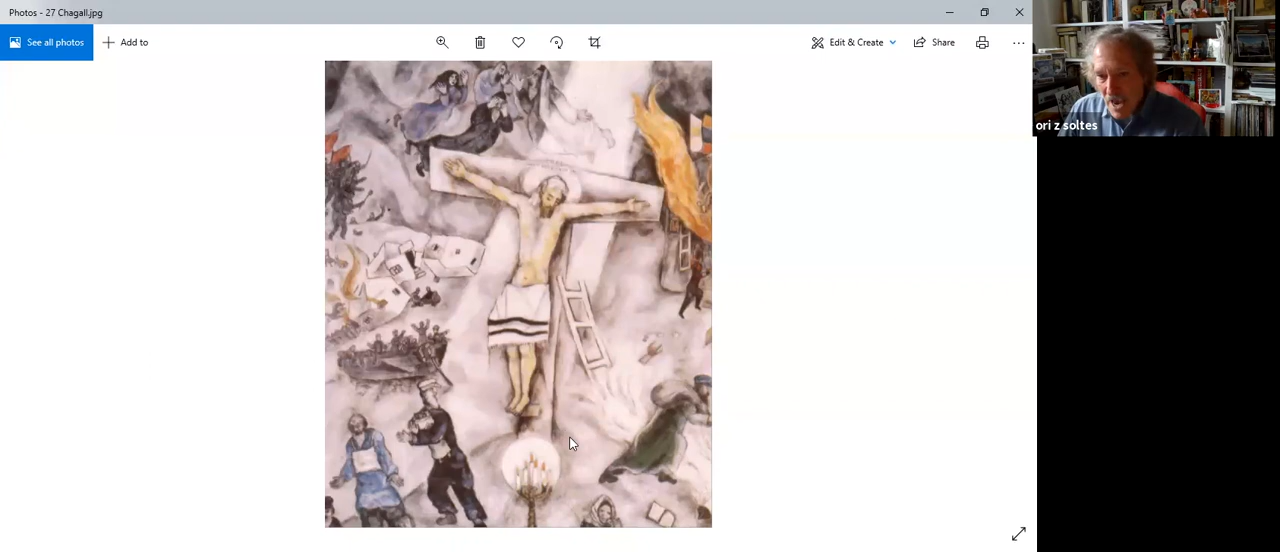 Photos - 27 Chagall.jpg
See all photos
Add to
Edit & Create
Share
ori z soltes